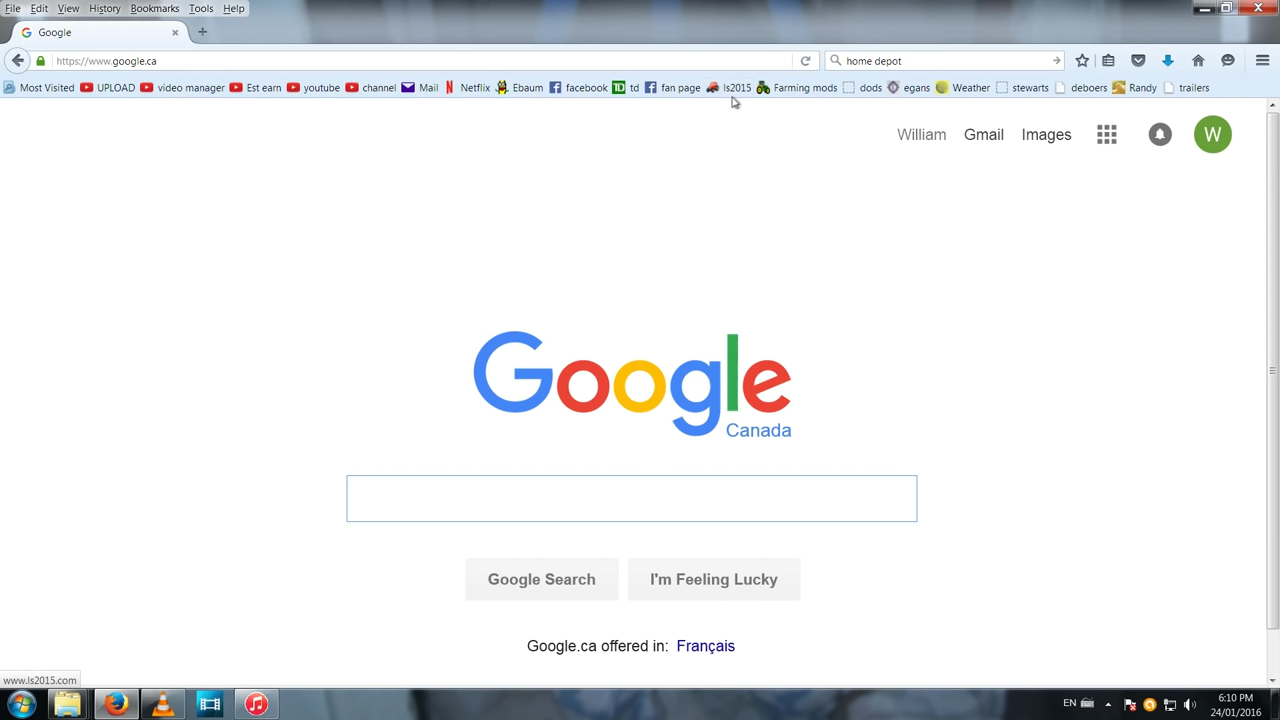 File Edit View History Bookmarks Tools Help
Google
https://www.google.ca
home depot
Most Visited UPLOAD video manager Est earn youtube channel Mail Netflix Ebaum facebook td fan page ls2015 Farming mods dods egans Weather stewarts deboers Randy trailers
William Gmail Images W
Google
Canada
Google Search I'm Feeling Lucky
Google.ca offered in: Français
www.ls2015.com
EN 6:10 PM
24/01/2016